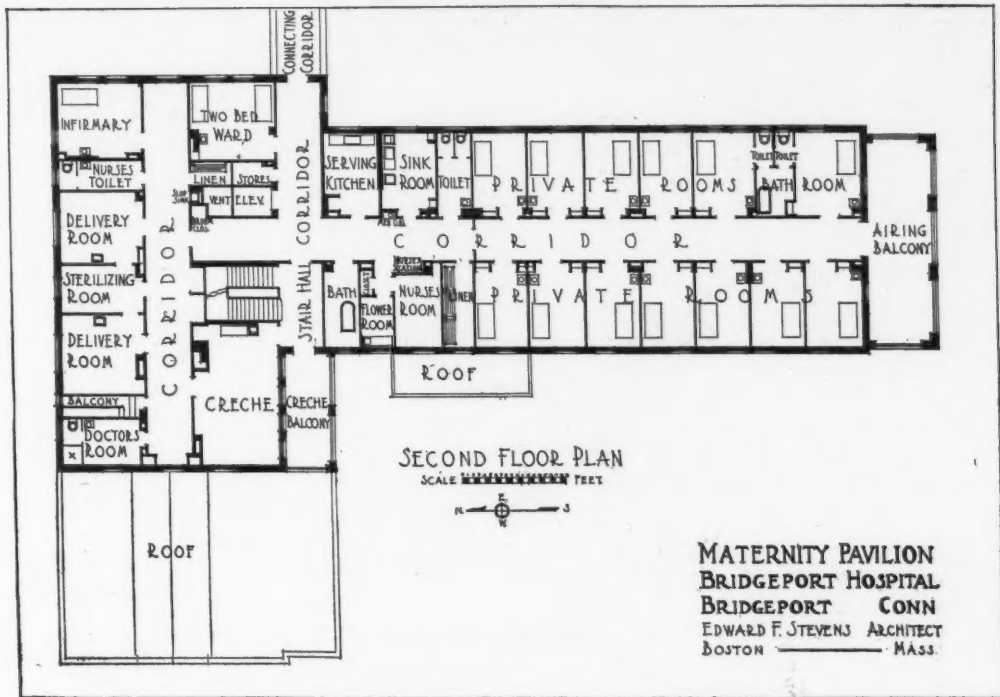 CONNECTING
CORRIDOR
INFIRMARY
TWO BED
WARD
NURSES
TOILET
LINEN
STORES
SLOP
SINK
VENT
ELEV.
DELIVERY
ROOM
STERILIZING
ROOM
DELIVERY
ROOM
BALCONY
DOCTORS
ROOM
CORRIDOR
STAIR HALL
CORRIDOR
CRECHE
CRECHE
BALCONY
SERVING
KITCHEN
SINK
ROOM
TOILET
PRIVATE ROOMS
TOILET
TOILET
BATH
ROOM
CORRIDOR
AIRING
BALCONY
BATH
FLOWER
ROOM
NURSES
ROOM
LINEN
PRIVATE ROOMS
ROOF
ROOF
SECOND FLOOR PLAN
SCALE FEET
E
N S
W
MATERNITY PAVILION
BRIDGEPORT HOSPITAL
BRIDGEPORT CONN
EDWARD F. STEVENS ARCHITECT
BOSTON MASS.